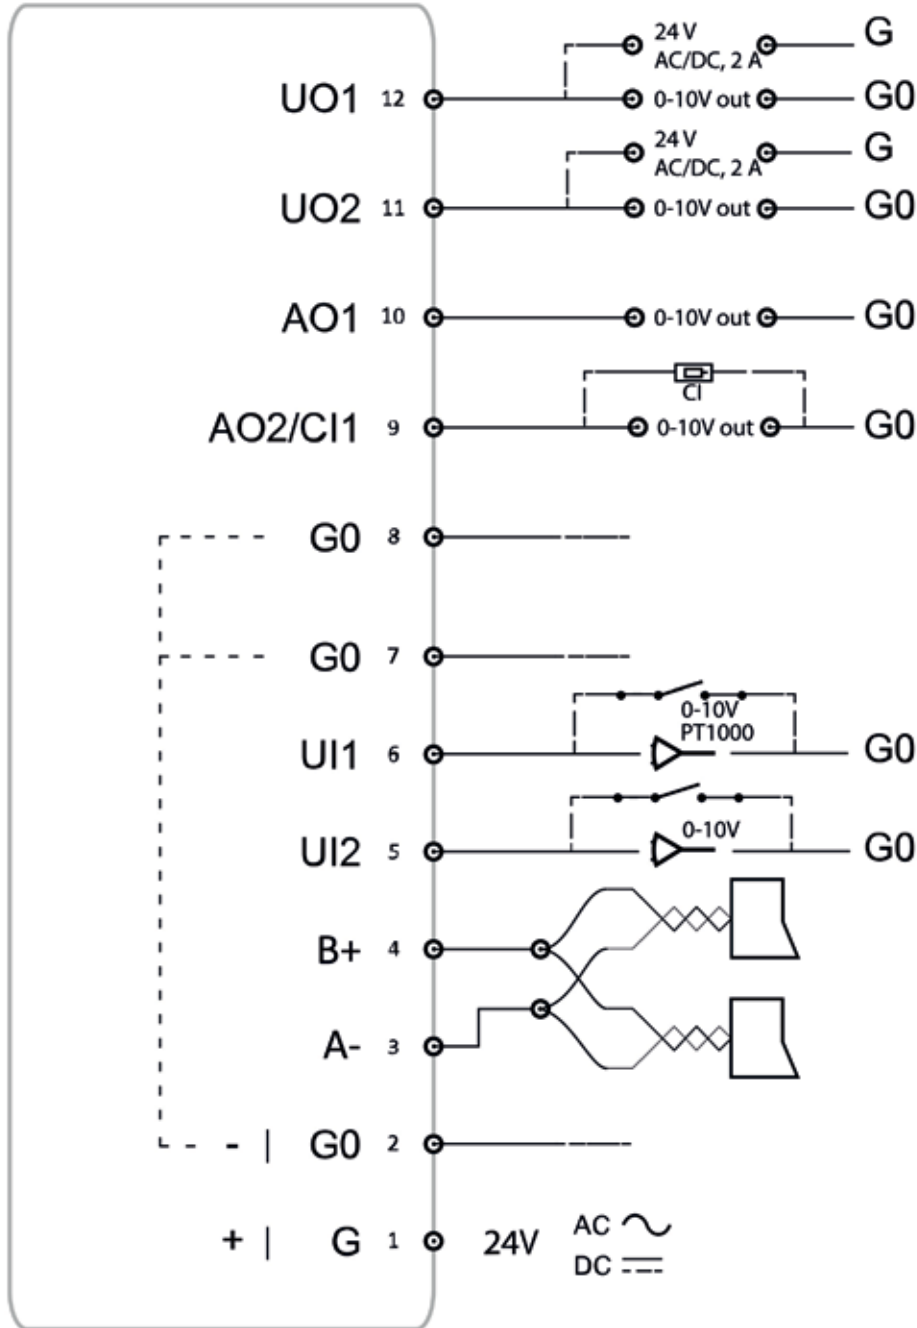 24 V
AC/DC, 2 A
G
UO1 12 0-10V out G0
24 V
AC/DC, 2 A
G
UO2 11 0-10V out G0
AO1 10 0-10V out G0
CI
AO2/CI1 9 0-10V out G0
G0 8
G0 7
0-10V
PT1000
UI1 6 G0
0-10V
UI2 5 G0
B+ 4
A- 3
- | G0 2
+ | G 1 24V
AC
DC